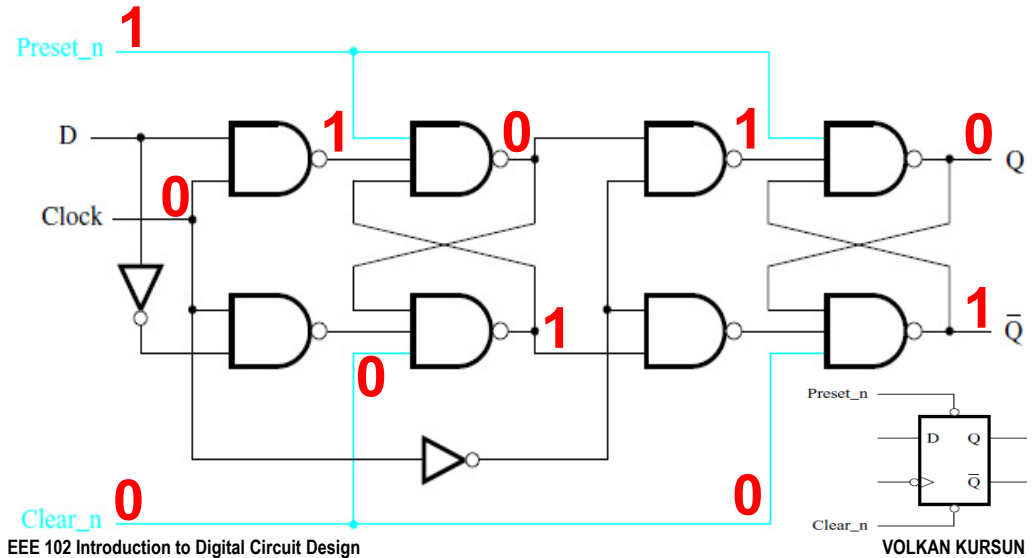 1
Preset_n
D
1
0
1
0
Q
0
Clock
1
1
Q̅
0
Preset_n
D Q
Q̅
0
0
Clear_n
Clear_n
EEE 102 Introduction to Digital Circuit Design
VOLKAN KURSUN